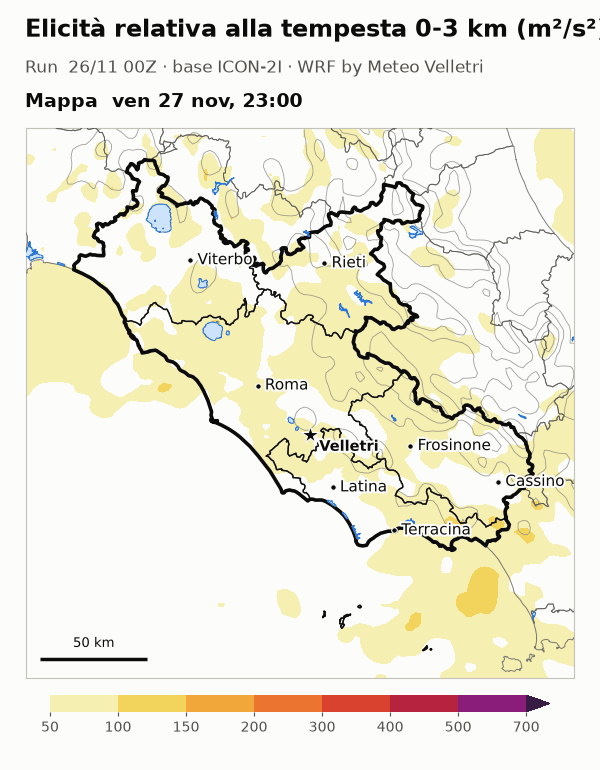 Elicità relativa alla tempesta 0-3 km (m²/s²)
Run  26/11 00Z · base ICON-2I · WRF by Meteo Velletri
Mappa  ven 27 nov, 23:00
Viterbo
Rieti
Roma
Velletri
Frosinone
Latina
Cassino
Terracina
50 km
50 100 150 200 300 400 500 700